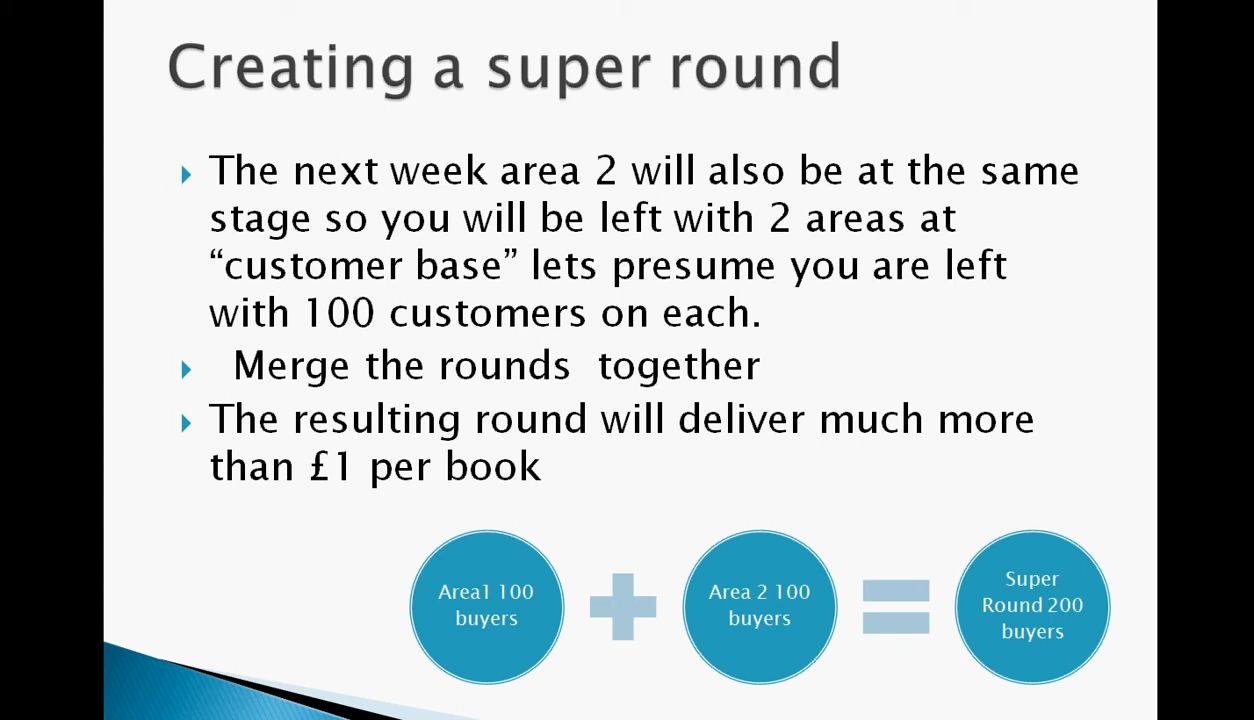 Creating a super round
The next week area 2 will also be at the same
stage so you will be left with 2 areas at
“customer base” lets presume you are left
with 100 customers on each.
Merge the rounds  together
The resulting round will deliver much more
than £1 per book
Area1 100
buyers
Area 2 100
buyers
Super
Round 200
buyers